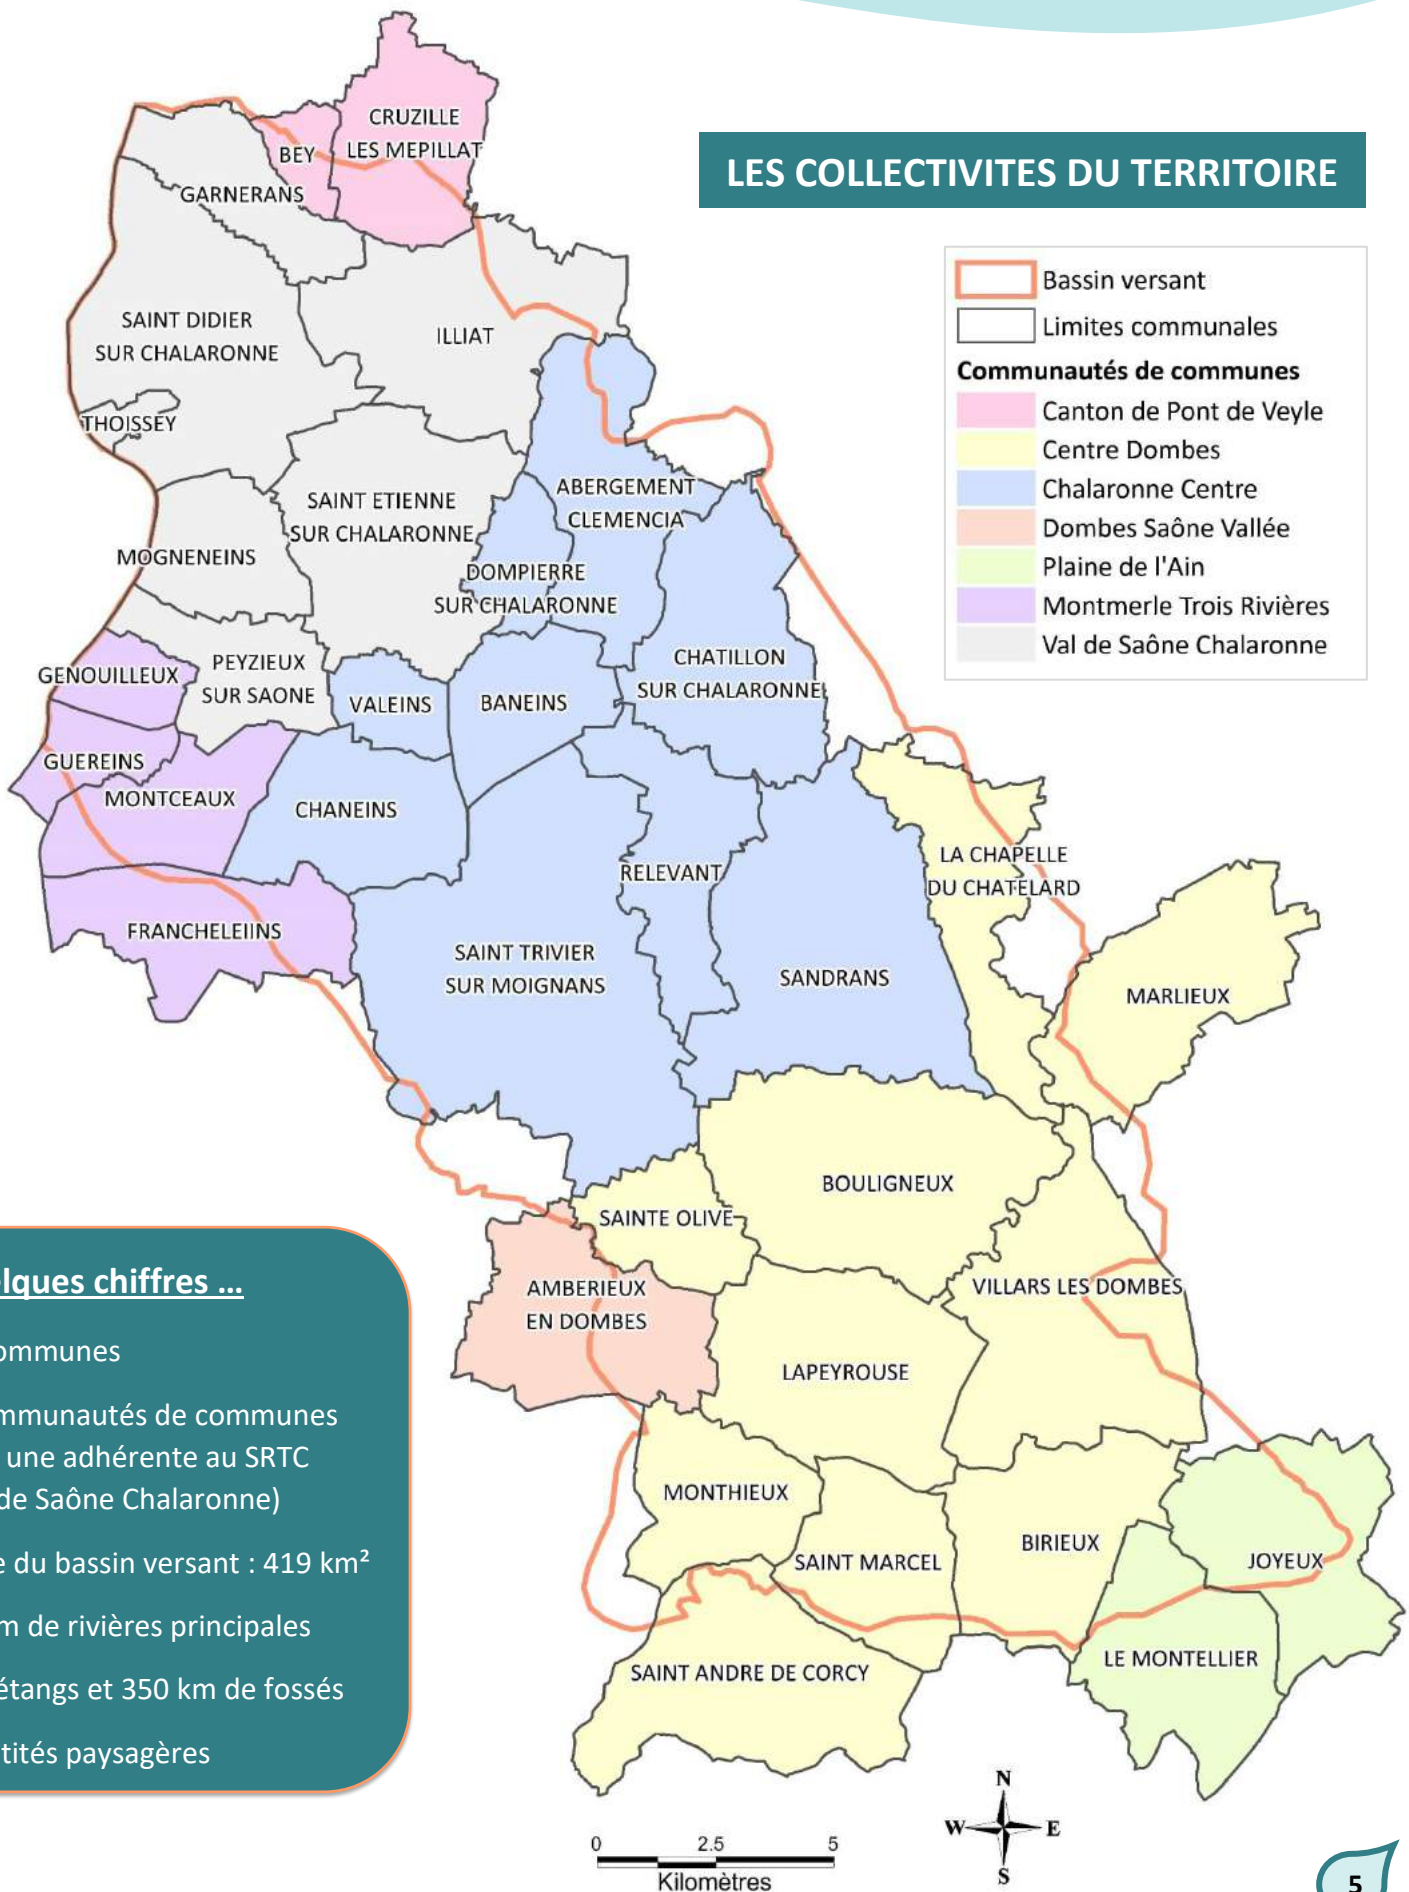 LES COLLECTIVITES DU TERRITOIRE
Bassin versant
Limites communales
Communautés de communes
Canton de Pont de Veyle
Centre Dombes
Chalaronne Centre
Dombes Saône Vallée
Plaine de l'Ain
Montmerle Trois Rivières
Val de Saône Chalaronne
CRUZILLE
LES MEPILLAT
BEY
GARNERANS
SAINT DIDIER
SUR CHALARONNE
ILLIAT
THOISSEY
SAINT ETIENNE
SUR CHALARONNE
ABERGEMENT
CLEMENCIA
MOGNENEINS
DOMPIERRE
SUR CHALARONNE
CHATILLON
SUR CHALARONNE
GENOUILLEUX
PEYZIEUX
SUR SAONE
VALEINS
BANEINS
GUEREINS
MONTCEAUX
CHANEINS
RELEVANT
LA CHAPELLE
DU CHATELARD
FRANCHELEIINS
SAINT TRIVIER
SUR MOIGNANS
SANDRANS
MARLIEUX
BOULIGNEUX
SAINTE OLIVE
AMBERIEUX
EN DOMBES
VILLARS LES DOMBES
LAPEYROUSE
MONTHIEUX
SAINT MARCEL
BIRIEUX
JOYEUX
SAINT ANDRE DE CORCY
LE MONTELLIER
elques chiffres ...
ommunes
mmunautés de communes
une adhérente au SRTC
de Saône Chalaronne)
e du bassin versant : 419 km²
m de rivières principales
étangs et 350 km de fossés
tités paysagères
N
W E
S
0 2.5 5
Kilomètres
5